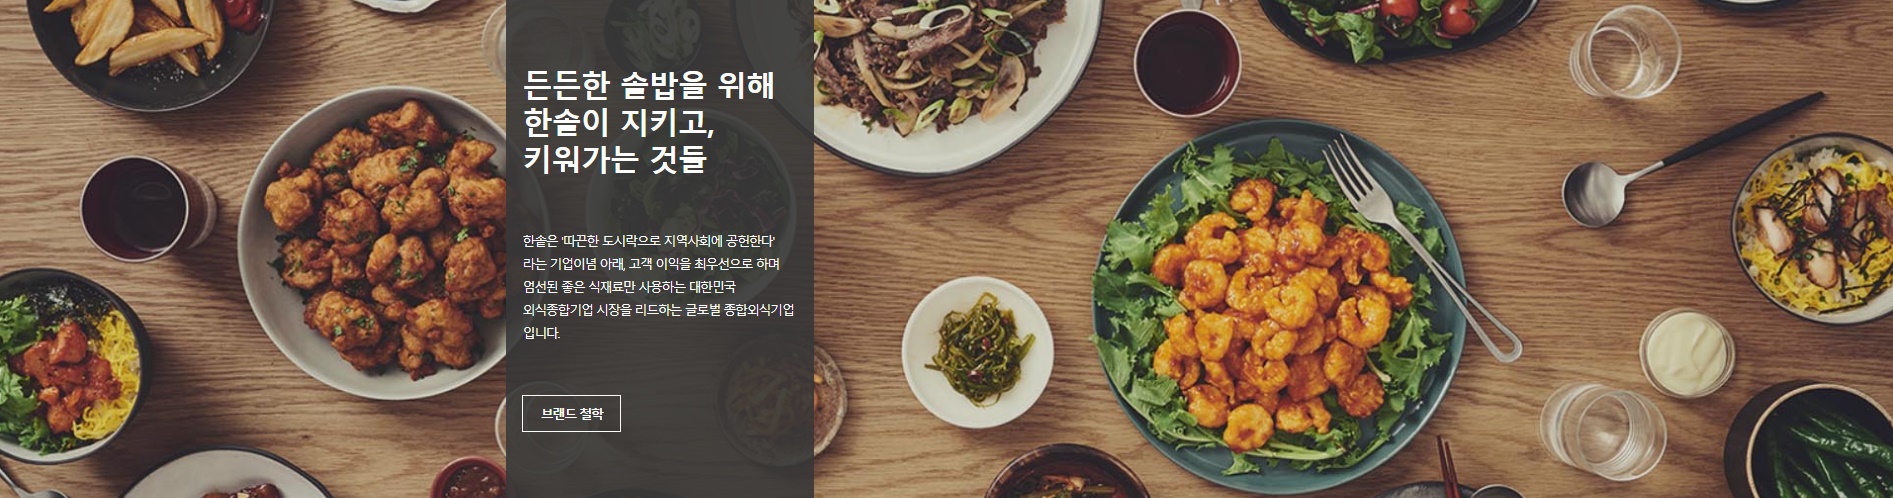 든든한 솥밥을 위해
한솥이 지키고,
키워가는 것들
한솥은 '따끈한 도시락으로 지역사회에 공헌한다'
라는 기업이념 아래, 고객 이익을 최우선으로 하며
엄선된 좋은 식재료만 사용하는 대한민국
외식종합기업 시장을 리드하는 글로벌 종합외식기업
입니다.
브랜드 철학